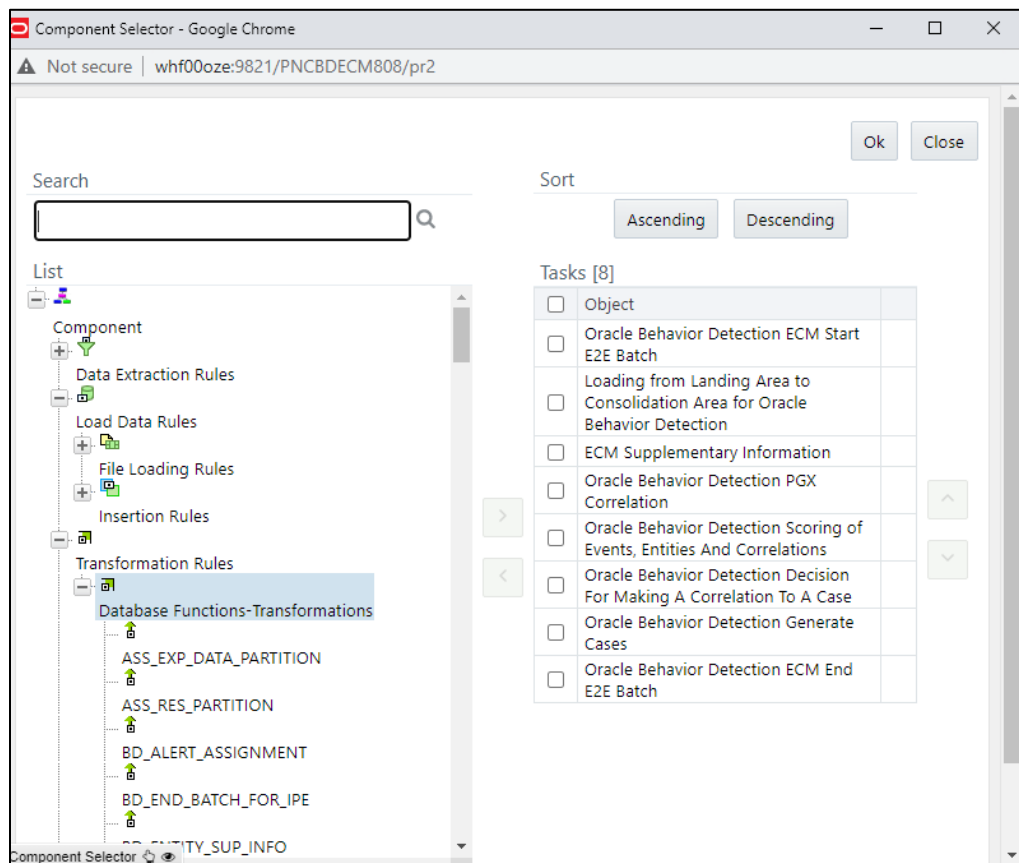 Component Selector - Google Chrome
Not secure | whf00oze:9821/PNCBDECM808/pr2
Ok
Close
Search
Sort
Ascending
Descending
List
Component
Data Extraction Rules
Load Data Rules
File Loading Rules
Insertion Rules
Transformation Rules
Database Functions-Transformations
ASS_EXP_DATA_PARTITION
ASS_RES_PARTITION
BD_ALERT_ASSIGNMENT
BD_END_BATCH_FOR_IPE
BD_ENTITY_SUP_INFO
Component Selector
Tasks [8]
Object
Oracle Behavior Detection ECM Start
E2E Batch
Loading from Landing Area to
Consolidation Area for Oracle
Behavior Detection
ECM Supplementary Information
Oracle Behavior Detection PGX
Correlation
Oracle Behavior Detection Scoring of
Events, Entities And Correlations
Oracle Behavior Detection Decision
For Making A Correlation To A Case
Oracle Behavior Detection Generate
Cases
Oracle Behavior Detection ECM End
E2E Batch